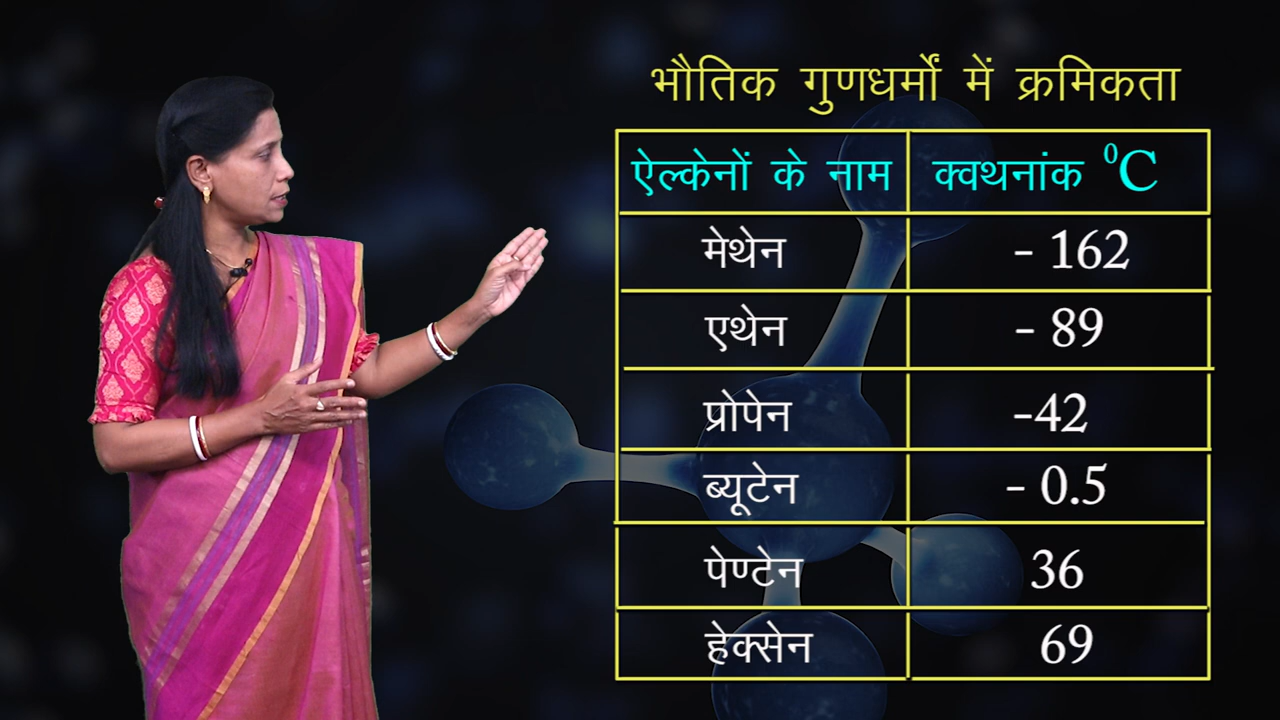 भौतिक गुणधर्मों में क्रमिकता
ऐल्केनों के नाम क्वथनांक ⁰C
मेथेन - 162
एथेन - 89
प्रोपेन -42
ब्यूटेन - 0.5
पेण्टेन 36
हेक्सेन 69